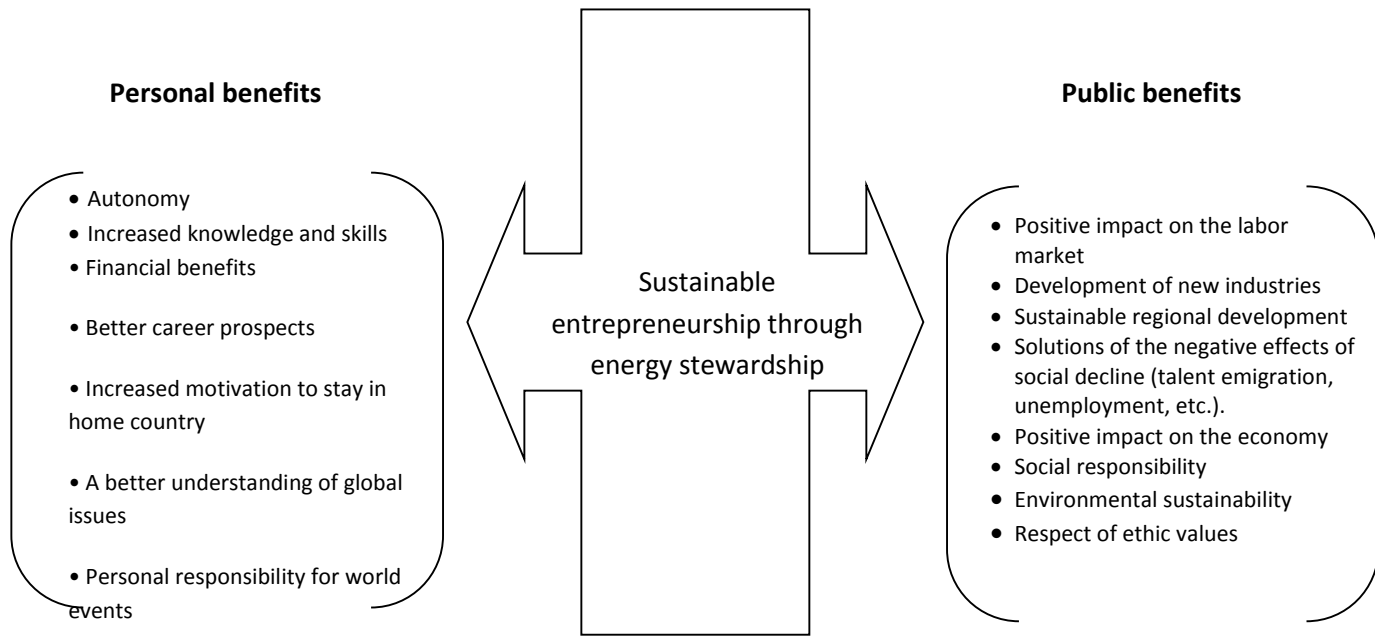 Personal benefits
• Autonomy
• Increased knowledge and skills
• Financial benefits
• Better career prospects
• Increased motivation to stay in
home country
• A better understanding of global
issues
• Personal responsibility for world
events
Sustainable
entrepreneurship through
energy stewardship
Public benefits
• Positive impact on the labor
market
• Development of new industries
• Sustainable regional development
• Solutions of the negative effects of
social decline (talent emigration,
unemployment, etc.).
• Positive impact on the economy
• Social responsibility
• Environmental sustainability
• Respect of ethic values